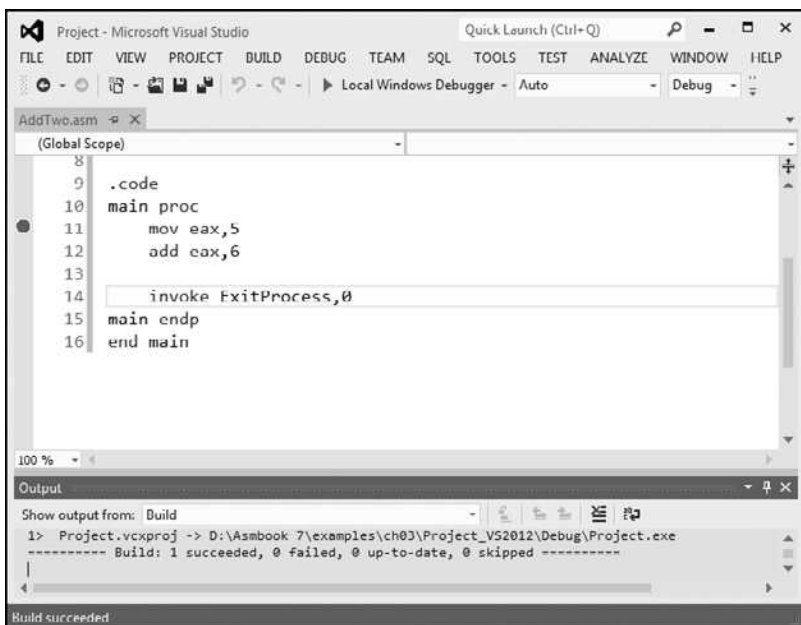 Project - Microsoft Visual Studio
Quick Launch (Ctrl+Q)
FILE EDIT VIEW PROJECT BUILD DEBUG TEAM SQL TOOLS TEST ANALYZE WINDOW HELP
Local Windows Debugger - Auto Debug
AddTwo.asm
(Global Scope)
8
9 .code
10 main proc
11 mov eax,5
12 add eax,6
13
14 invoke ExitProcess,0
15 main endp
16 end main
100 %
Output
Show output from: Build
1> Project.vcxproj -> D:\Asmbook 7\examples\ch03\Project_VS2012\Debug\Project.exe
---------- Build: 1 succeeded, 0 failed, 0 up-to-date, 0 skipped ----------
Build succeeded